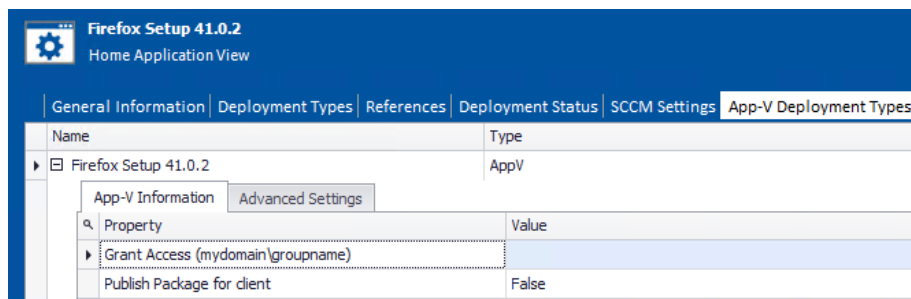 Firefox Setup 41.0.2
Home Application View
General Information Deployment Types References Deployment Status SCCM Settings App-V Deployment Types
Name Type
Firefox Setup 41.0.2 AppV
App-V Information Advanced Settings
Property Value
Grant Access (mydomain\groupname)
Publish Package for client False